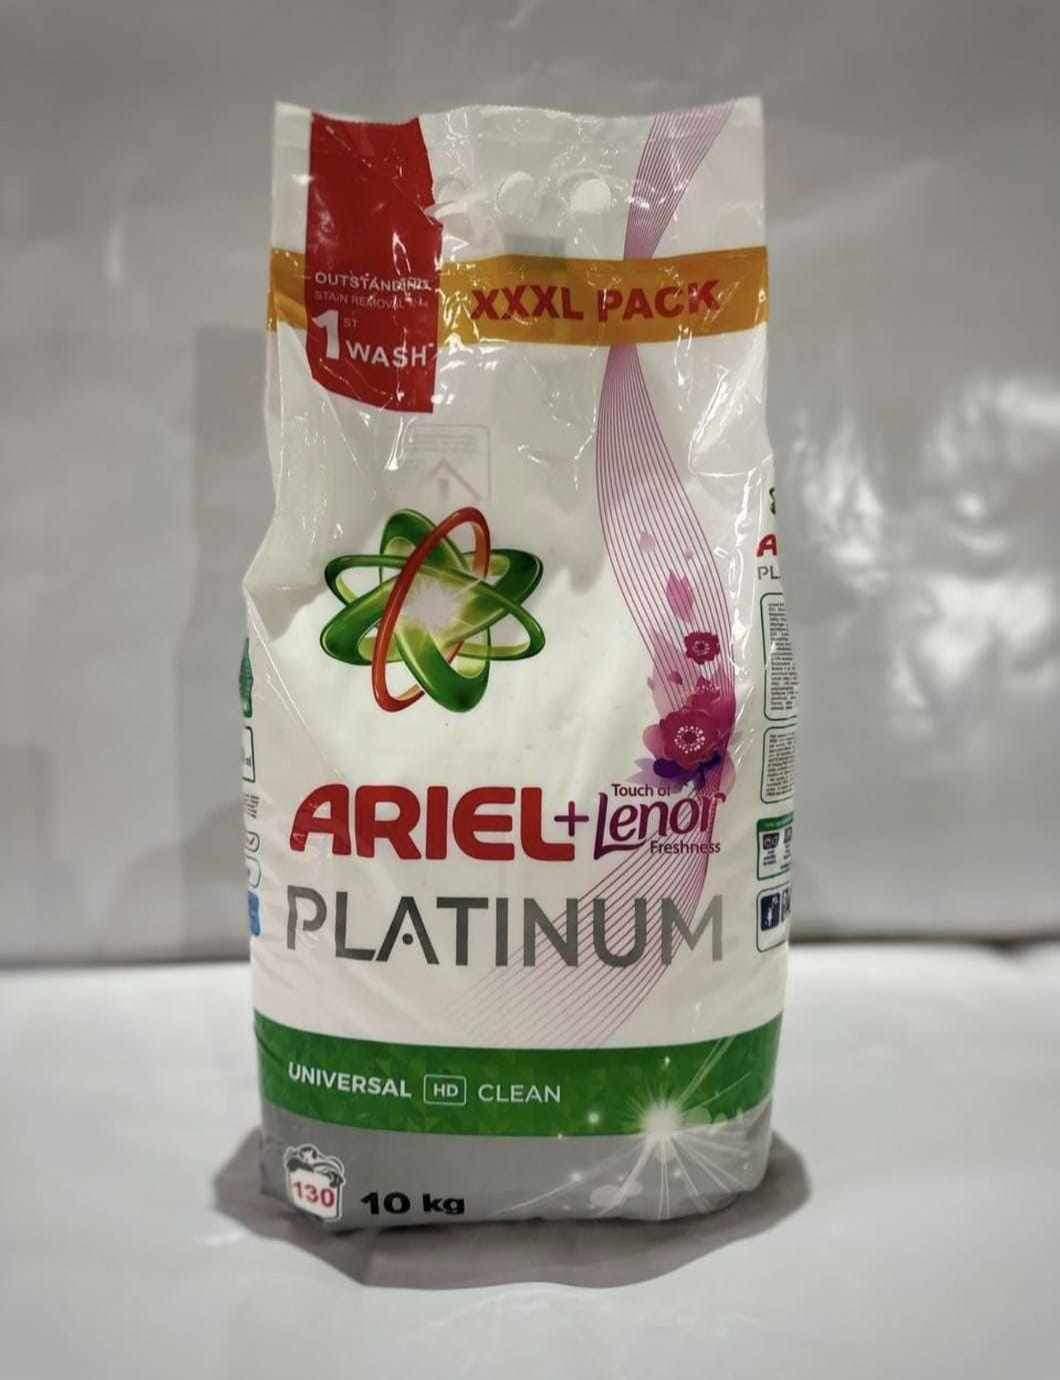 OUTSTANDING
STAIN REMOVAL
1ST
WASH
XXXL PACK
ARIEL+
Touch of
Lenor
Freshness
PLATINUM
UNIVERSAL HD CLEAN
130
10 kg
A
PL